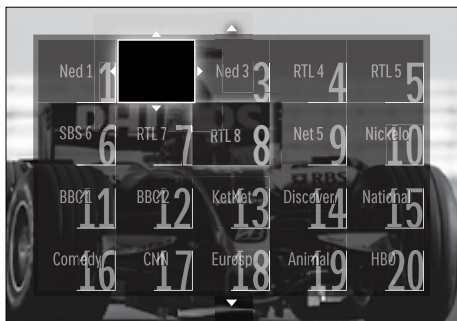 Ned 1 1 Ned 3 3 RTL 4 4 RTL 5 5
SBS 6 6 RTL 7 7 RTL 8 8 Net 5 9 Nickelo 10
BBC1 11 BBC2 12 KetNet 13 Discover 14 National 15
Comedy 16 CNN 17 Eurosp 18 Animal 19 HBO 20
RBS